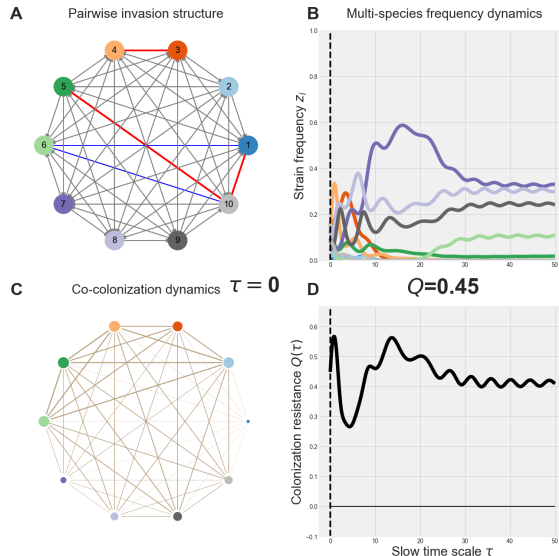 A Pairwise invasion structure
B Multi-species frequency dynamics
4 3
5 2
6 1
7 10
8 9
Strain frequency zᵢ
1.0
0.8
0.6
0.4
0.2
0.0
0 10 20 30 40 50
C Co-colonization dynamics τ = 0
D Q=0.45
Colonization resistance Q(τ)
0.6
0.5
0.4
0.3
0.2
0.1
0.0
−0.1
0 10 20 30 40 50
Slow time scale τ